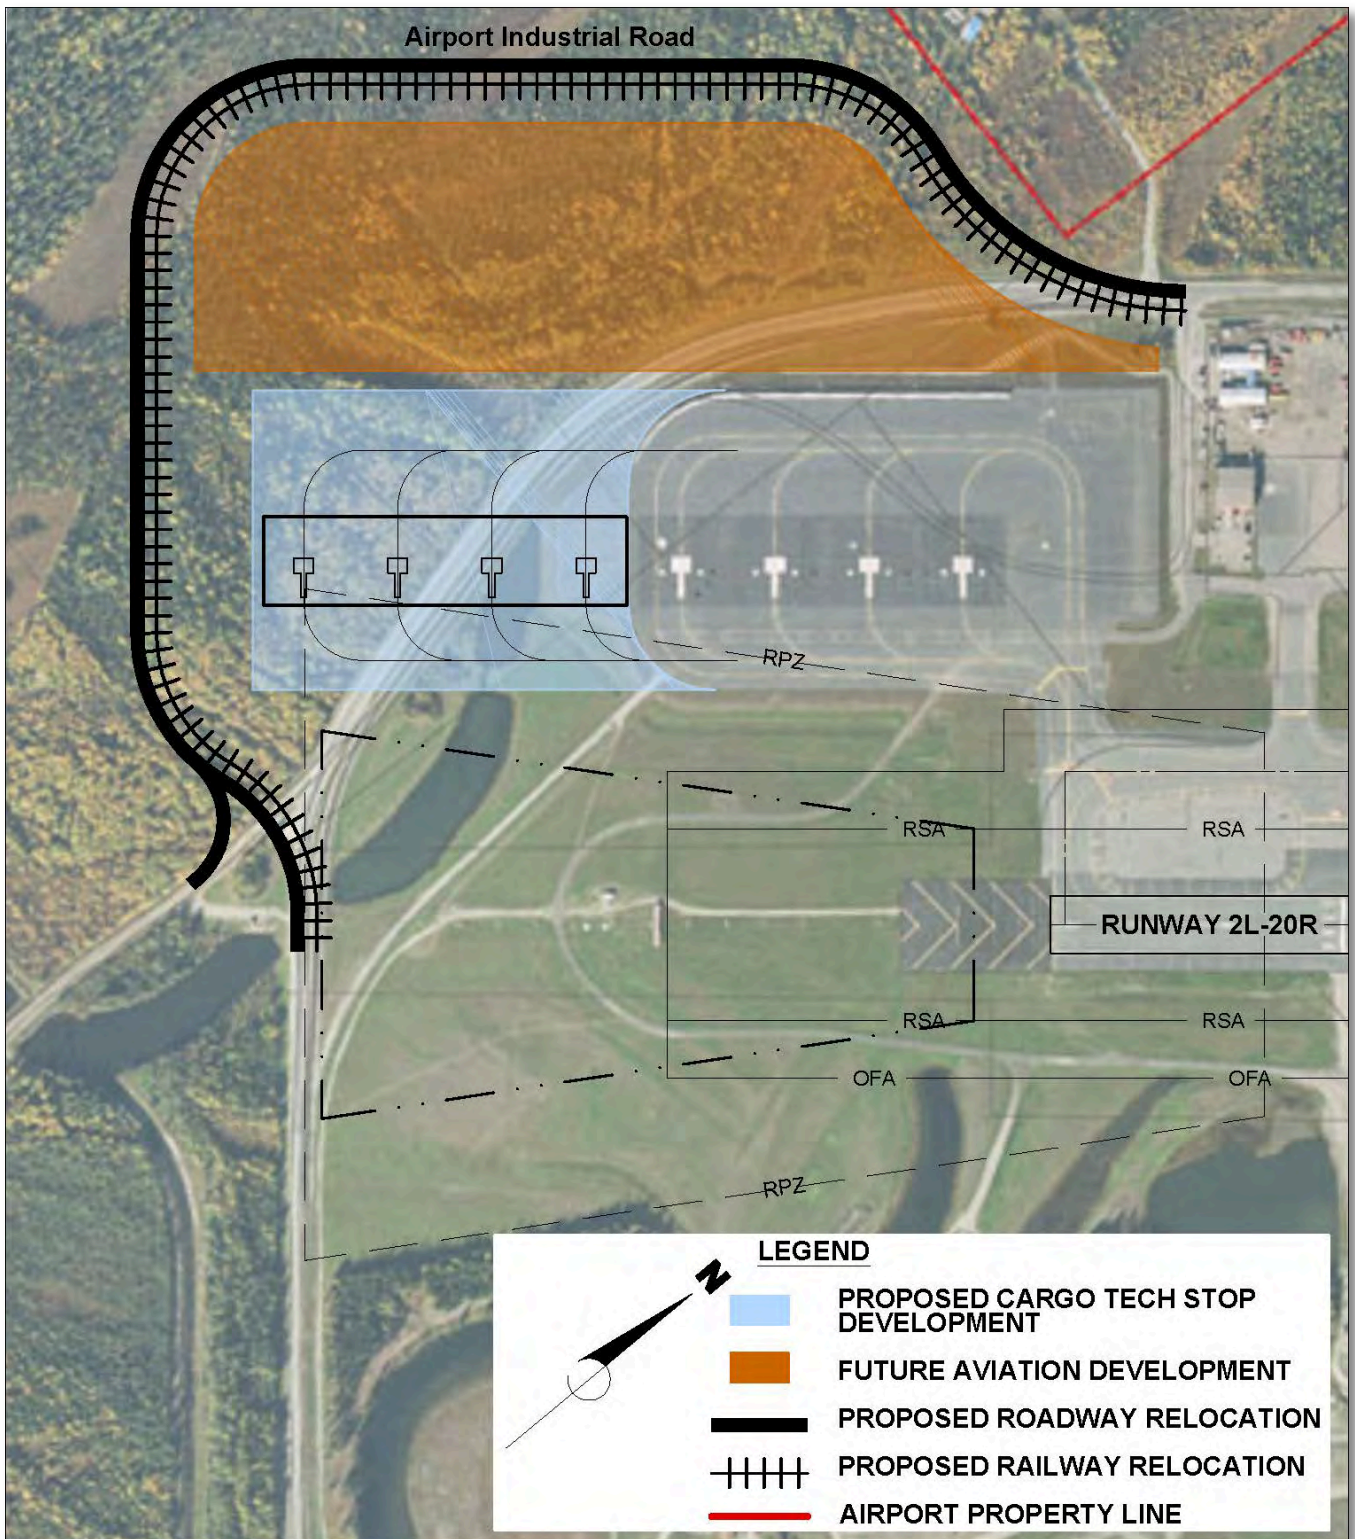 Airport Industrial Road
RPZ
RSA
RSA
RUNWAY 2L-20R
RSA
RSA
OFA
OFA
RPZ
LEGEND
N
PROPOSED CARGO TECH STOP
DEVELOPMENT
FUTURE AVIATION DEVELOPMENT
PROPOSED ROADWAY RELOCATION
PROPOSED RAILWAY RELOCATION
AIRPORT PROPERTY LINE